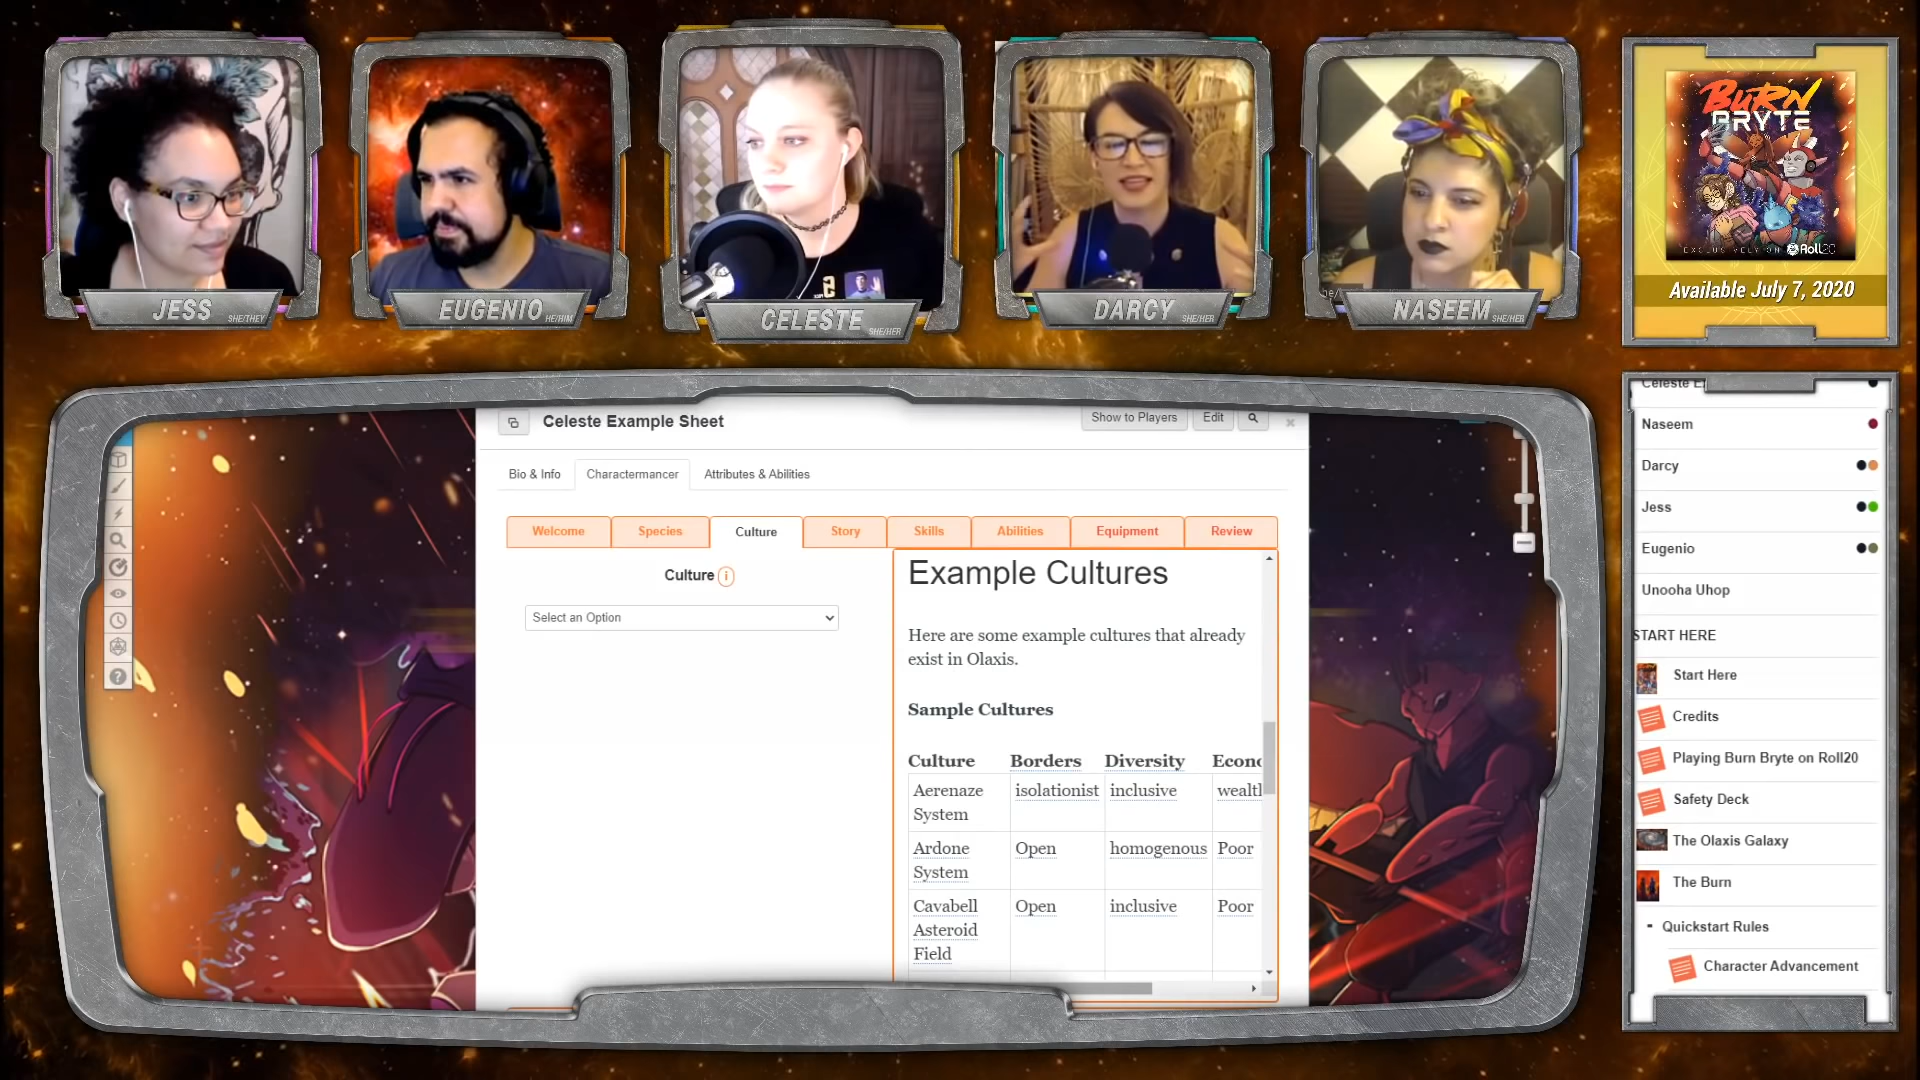 JESS SHE/THEY
EUGENIO HE/HIM
CELESTE SHE/HER
DARCY SHE/HER
NASEEM SHE/HER
BURN
BRYTE
EXCLUSIVELY ON Roll20
Available July 7, 2020
Celeste Example Sheet
Show to Players
Edit
Bio & Info
Charactermancer
Attributes & Abilities
Welcome
Species
Culture
Story
Skills
Abilities
Equipment
Review
Culture i
Select an Option
Example Cultures
Here are some example cultures that already
exist in Olaxis.
Sample Cultures
Culture Borders Diversity Econo
Aerenaze isolationist inclusive wealth
System
Ardone Open homogenous Poor
System
Cavabell Open inclusive Poor
Asteroid
Field
Celeste E
Naseem
Darcy
Jess
Eugenio
Unooha Uhop
START HERE
Start Here
Credits
Playing Burn Bryte on Roll20
Safety Deck
The Olaxis Galaxy
The Burn
- Quickstart Rules
Character Advancement